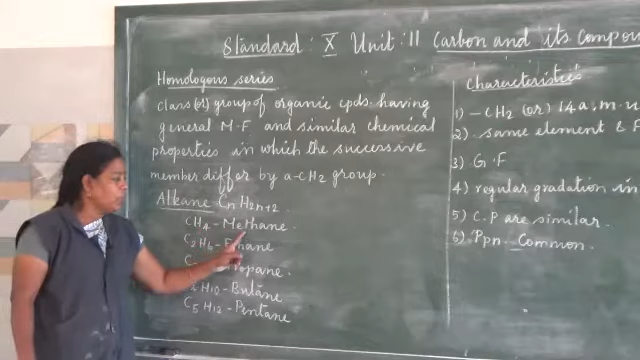 Standard : X Unit : 11 Carbon and its
Homologous series
Class (or) group of organic cpds. having
general M.F and similar chemical
properties in which the successive
member differ by a -CH2 group.
Alkane CnH2n+2
CH4 - Methane
C2H6 - Ethane
C
H10 - Butane
C5H12 - Pentane
Characteristics
1) -CH2 (or) 14 a.m.u
2) same element &
3) G.F
4) regular gradation in
5) C.P are similar.
6) Ppn. Common.